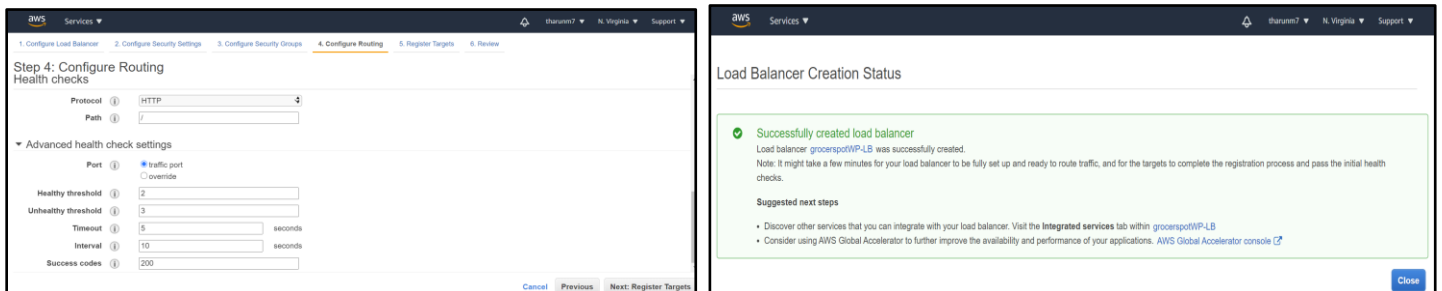 aws Services ▼ tharunm7 ▼ N. Virginia ▼ Support ▼
1. Configure Load Balancer 2. Configure Security Settings 3. Configure Security Groups 4. Configure Routing 5. Register Targets 6. Review
Step 4: Configure Routing
Health checks
Protocol i HTTP
Path i /
▼ Advanced health check settings
Port i traffic port
override
Healthy threshold i 2
Unhealthy threshold i 3
Timeout i 5 seconds
Interval i 10 seconds
Success codes i 200
Cancel Previous Next: Register Targets
aws Services ▼ tharunm7 ▼ N. Virginia ▼ Support ▼
Load Balancer Creation Status
Successfully created load balancer
Load balancer grocerspotWP-LB was successfully created.
Note: It might take a few minutes for your load balancer to be fully set up and ready to route traffic, and for the targets to complete the registration process and pass the initial health
checks.
Suggested next steps
• Discover other services that you can integrate with your load balancer. Visit the Integrated services tab within grocerspotWP-LB
• Consider using AWS Global Accelerator to further improve the availability and performance of your applications. AWS Global Accelerator console
Close